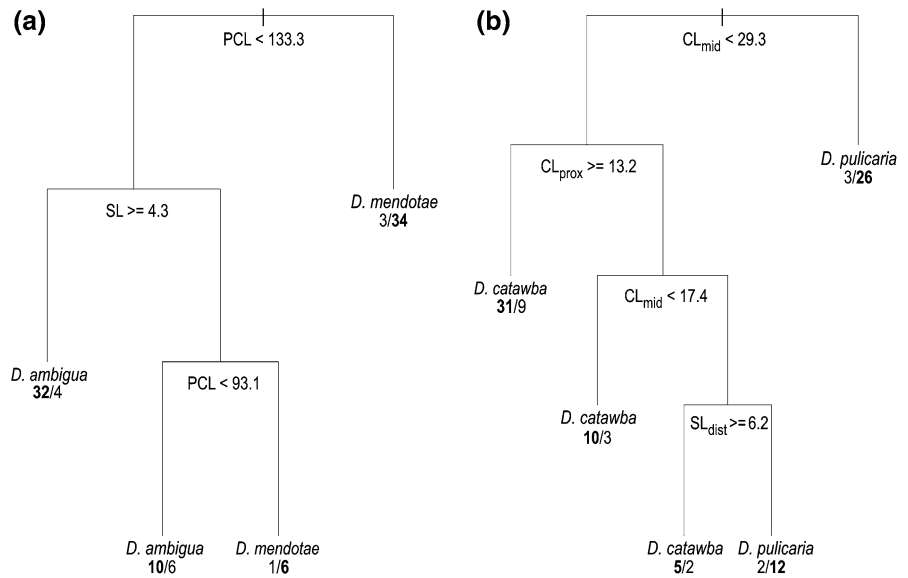 (a)
PCL < 133.3
D. mendotae
3/34
SL >= 4.3
D. ambigua
32/4
PCL < 93.1
D. ambigua
10/6
D. mendotae
1/6
(b)
CLmid < 29.3
D. pulicaria
3/26
CLprox >= 13.2
D. catawba
31/9
CLmid < 17.4
D. catawba
10/3
SLdist >= 6.2
D. catawba
5/2
D. pulicaria
2/12